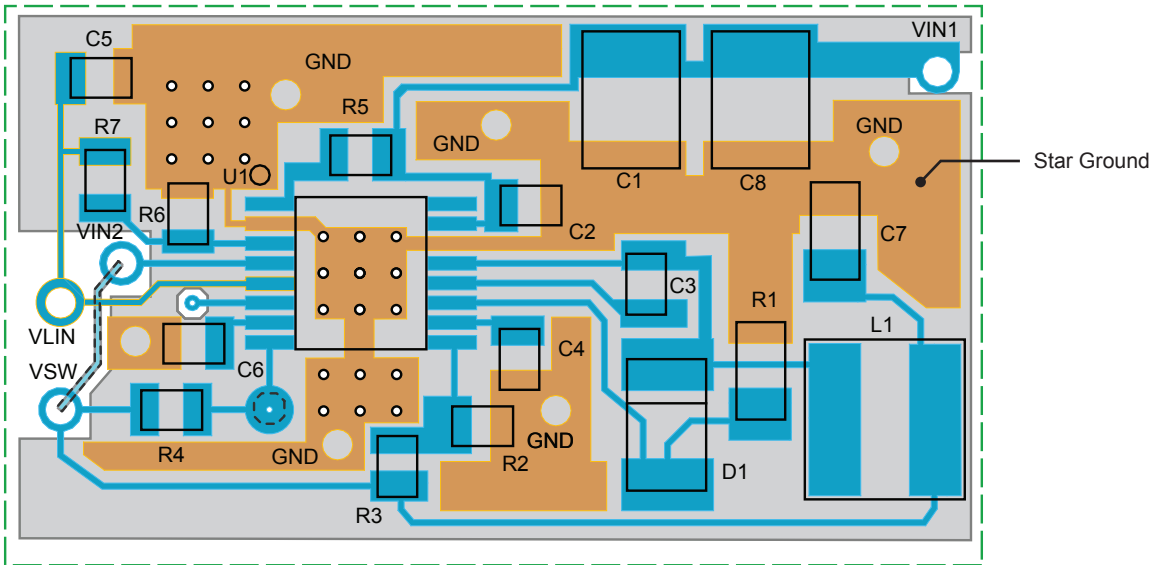 VIN1
C5
GND
R5
GND
GND
R7
Star Ground
U1
C1
C8
R6
C2
VIN2
C7
C3
R1
VLIN
L1
C4
VSW
C6
GND
R4
GND
R2
D1
R3